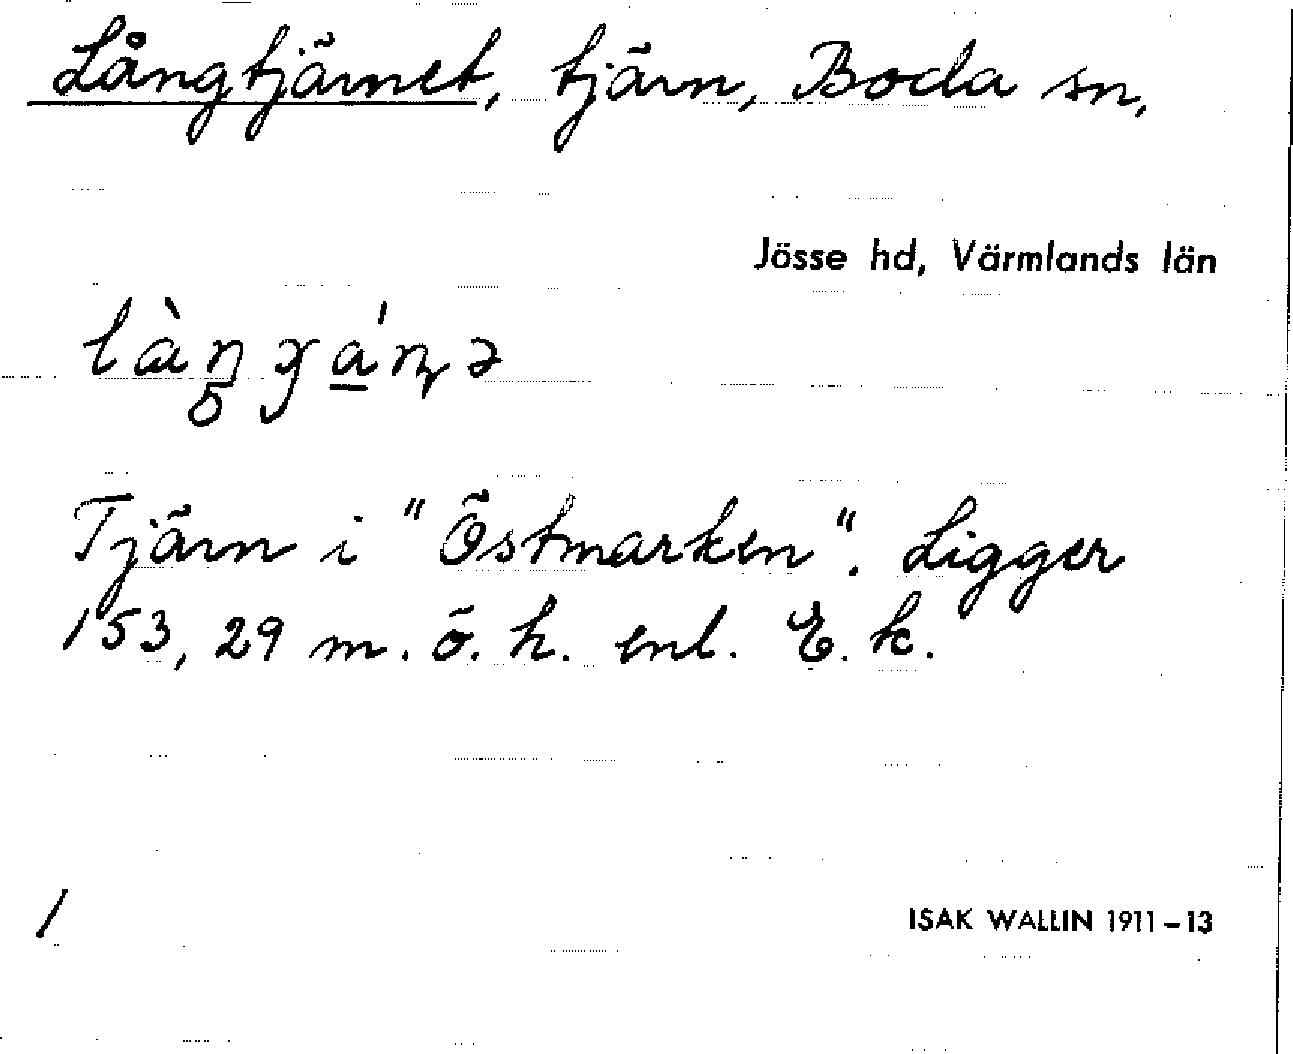 Långtjärnet, tjärn, Boda sn,
Jösse hd, Värmlands län
Tjärn i "Östmarken". Ligger
153,29 m. ö. h. enl. E. k.
/
ISAK WALLIN 1911–13